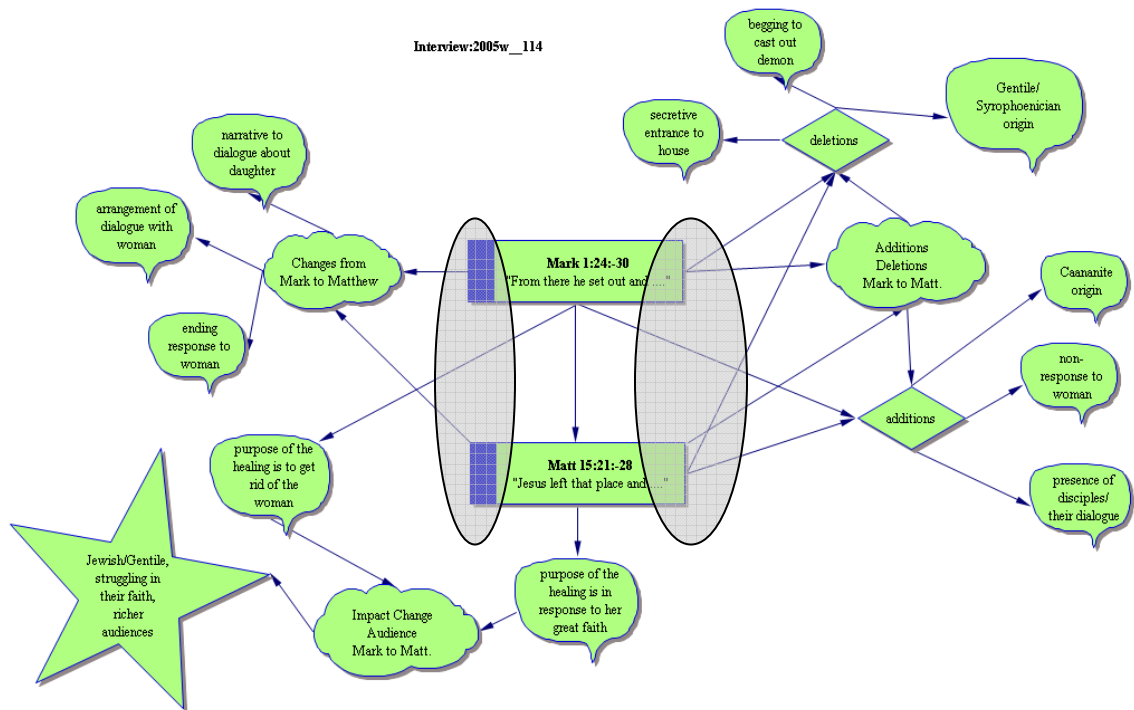 Interview:2005w__114
begging to
cast out
demon
Gentile/
Syrophoenician
origin
secretive
entrance to
house
deletions
narrative to
dialogue about
daughter
arrangement of
dialogue with
woman
Changes from
Mark to Matthew
ending
response to
woman
Mark 1:24:-30
"From there he set out and ...."
Additions
Deletions
Mark to Matt.
Caananite
origin
non-
response to
woman
additions
presence of
disciples/
their dialogue
Matt 15:21:-28
"Jesus left that place and ...."
purpose of the
healing is to get
rid of the
woman
purpose of the
healing is in
response to her
great faith
Impact Change
Audience
Mark to Matt.
Jewish/Gentile,
struggling in
their faith,
richer
audiences